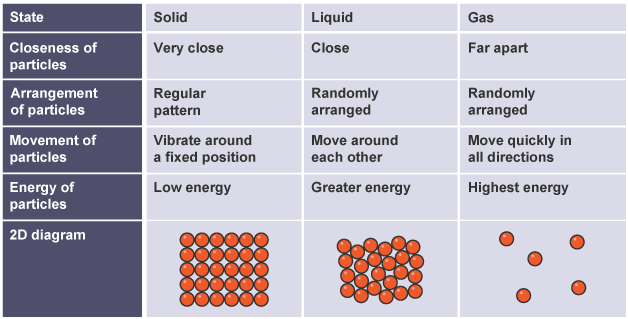 State
Solid
Liquid
Gas
Closeness of
particles
Very close
Close
Far apart
Arrangement
of particles
Regular
pattern
Randomly
arranged
Randomly
arranged
Movement of
particles
Vibrate around
a fixed position
Move around
each other
Move quickly in
all directions
Energy of
particles
Low energy
Greater energy
Highest energy
2D diagram